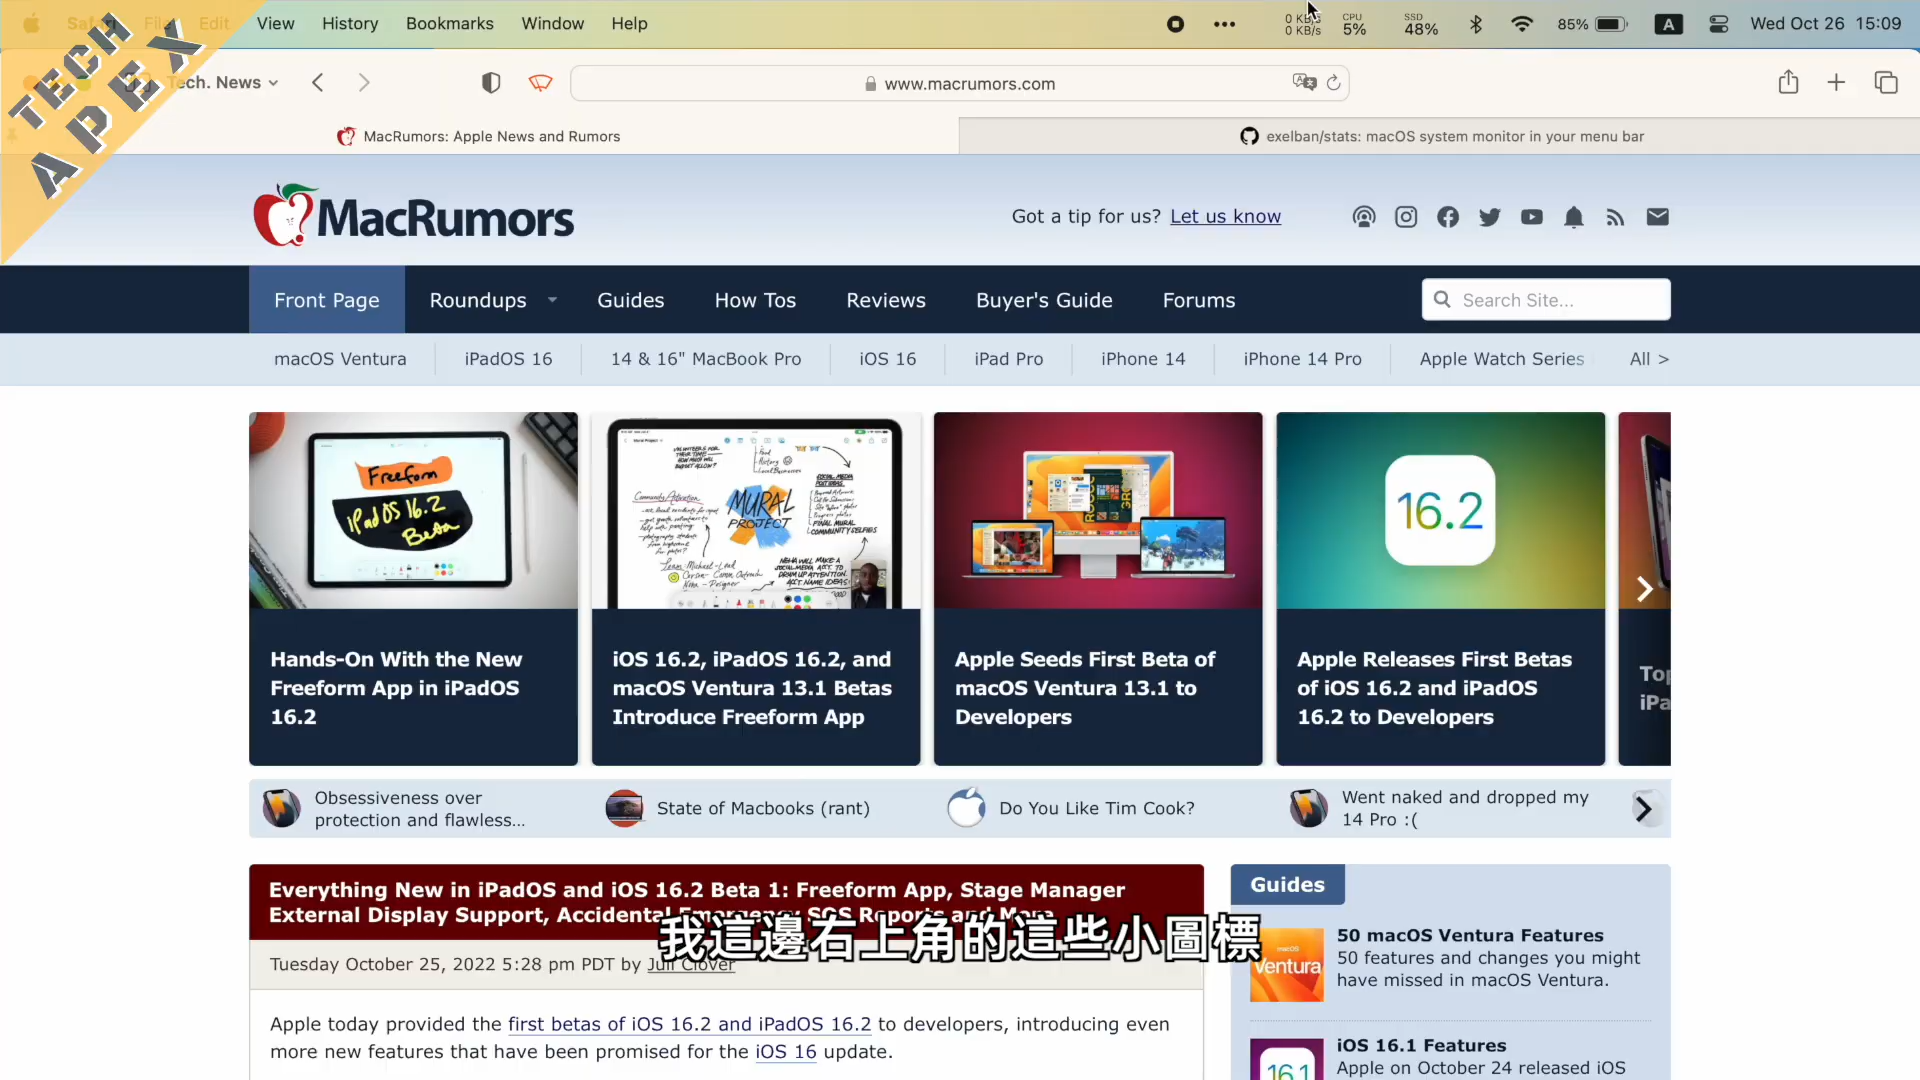 Safari File Edit View History Bookmarks Window Help
0 KB/s
0 KB/s
CPU
5%
SSD
48%
85%
A
Wed Oct 26 15:09
TECH
APEX
Tech. News
www.macrumors.com
MacRumors: Apple News and Rumors
exelban/stats: macOS system monitor in your menu bar
MacRumors
Got a tip for us? Let us know
Front Page Roundups Guides How Tos Reviews Buyer's Guide Forums
Search Site...
macOS Ventura iPadOS 16 14 & 16" MacBook Pro iOS 16 iPad Pro iPhone 14 iPhone 14 Pro Apple Watch Series All >
Freeform
iPadOS 16.2
Beta
MURAL
PROJECT
16.2
Hands-On With the New
Freeform App in iPadOS
16.2
iOS 16.2, iPadOS 16.2, and
macOS Ventura 13.1 Betas
Introduce Freeform App
Apple Seeds First Beta of
macOS Ventura 13.1 to
Developers
Apple Releases First Betas
of iOS 16.2 and iPadOS
16.2 to Developers
Top
iPa
Obsessiveness over
protection and flawless...
State of Macbooks (rant)
Do You Like Tim Cook?
Went naked and dropped my
14 Pro :(
Everything New in iPadOS and iOS 16.2 Beta 1: Freeform App, Stage Manager
External Display Support, Accidental Emergency SOS Reports and More
Tuesday October 25, 2022 5:28 pm PDT by Juli Clover
Apple today provided the first betas of iOS 16.2 and iPadOS 16.2 to developers, introducing even
more new features that have been promised for the iOS 16 update.
我這邊右上角的這些小圖標
Guides
macOS
Ventura
50 macOS Ventura Features
50 features and changes you might
have missed in macOS Ventura.
16.1
iOS 16.1 Features
Apple on October 24 released iOS